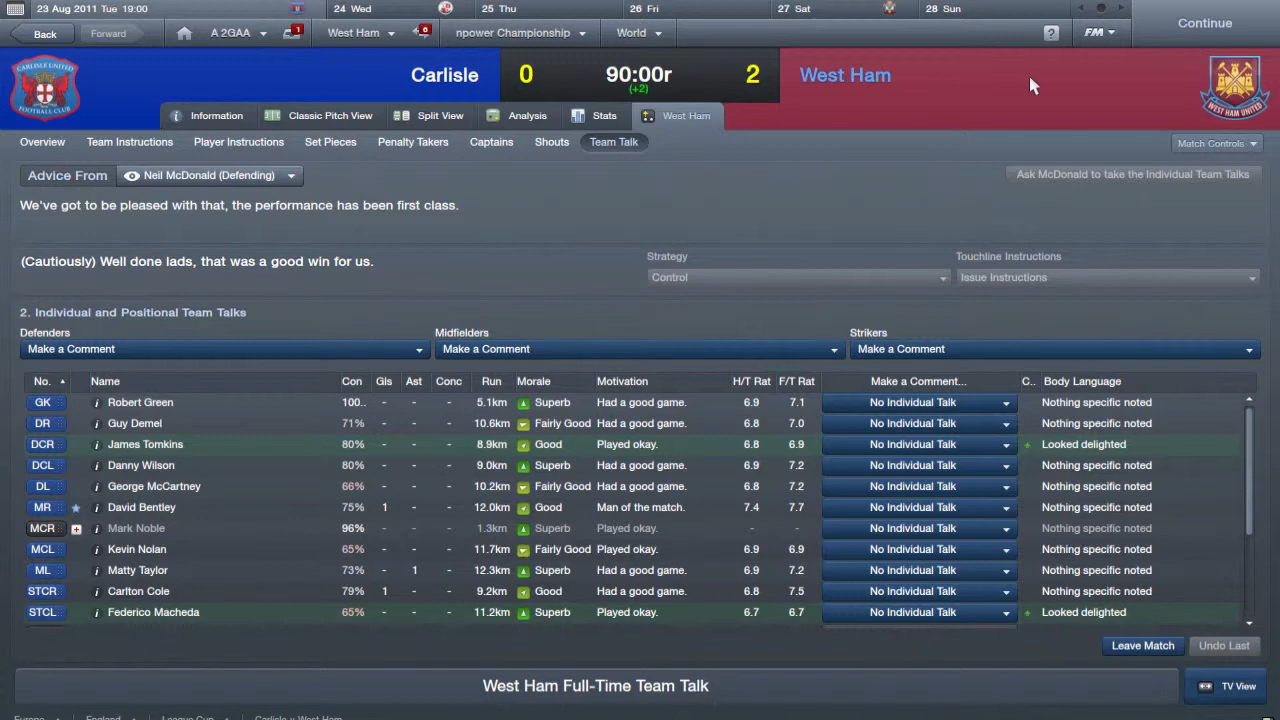 23 Aug 2011 Tue 19:00 24 Wed 25 Thu 26 Fri 27 Sat 28 Sun
Back Forward A 2GAA 1 West Ham 6 npower Championship World ? FM Continue
Carlisle 0 90:00r (+2) 2 West Ham
Information Classic Pitch View Split View Analysis Stats West Ham
Overview Team Instructions Player Instructions Set Pieces Penalty Takers Captains Shouts Team Talk Match Controls
Advice From Neil McDonald (Defending) Ask McDonald to take the Individual Team Talks
We've got to be pleased with that, the performance has been first class.
Strategy Touchline Instructions
(Cautiously) Well done lads, that was a good win for us.
Control Issue Instructions
2. Individual and Positional Team Talks
Defenders Midfielders Strikers
Make a Comment Make a Comment Make a Comment
No. Name Con Gls Ast Conc Run Morale Motivation H/T Rat F/T Rat Make a Comment... C.. Body Language
GK i Robert Green 100.. - - - 5.1km Superb Had a good game. 6.9 7.1 No Individual Talk Nothing specific noted
DR i Guy Demel 71% - - - 10.6km Fairly Good Had a good game. 6.8 7.0 No Individual Talk Nothing specific noted
DCR i James Tomkins 80% - - - 8.9km Good Played okay. 6.8 6.9 No Individual Talk Looked delighted
DCL i Danny Wilson 80% - - - 9.0km Superb Had a good game. 6.9 7.2 No Individual Talk Nothing specific noted
DL i George McCartney 66% - - - 10.2km Fairly Good Had a good game. 6.8 7.2 No Individual Talk Nothing specific noted
MR i David Bentley 75% 1 - - 12.0km Good Man of the match. 7.4 7.7 No Individual Talk Nothing specific noted
MCR i Mark Noble 96% - - - 1.3km Superb Played okay. - - No Individual Talk Nothing specific noted
MCL i Kevin Nolan 65% - - - 11.7km Fairly Good Played okay. 6.9 6.9 No Individual Talk Nothing specific noted
ML i Matty Taylor 73% - 1 - 12.3km Superb Had a good game. 6.9 7.2 No Individual Talk Nothing specific noted
STCR i Carlton Cole 79% 1 - - 9.2km Good Had a good game. 6.8 7.5 No Individual Talk Nothing specific noted
STCL i Federico Macheda 65% - - - 11.2km Superb Played okay. 6.7 6.7 No Individual Talk Looked delighted
Leave Match Undo Last
West Ham Full-Time Team Talk TV View
Europe England League Cup Carlisle v West Ham